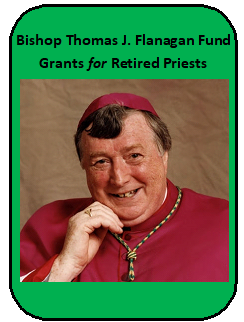 Bishop Thomas J. Flanagan Fund
Grants for Retired Priests